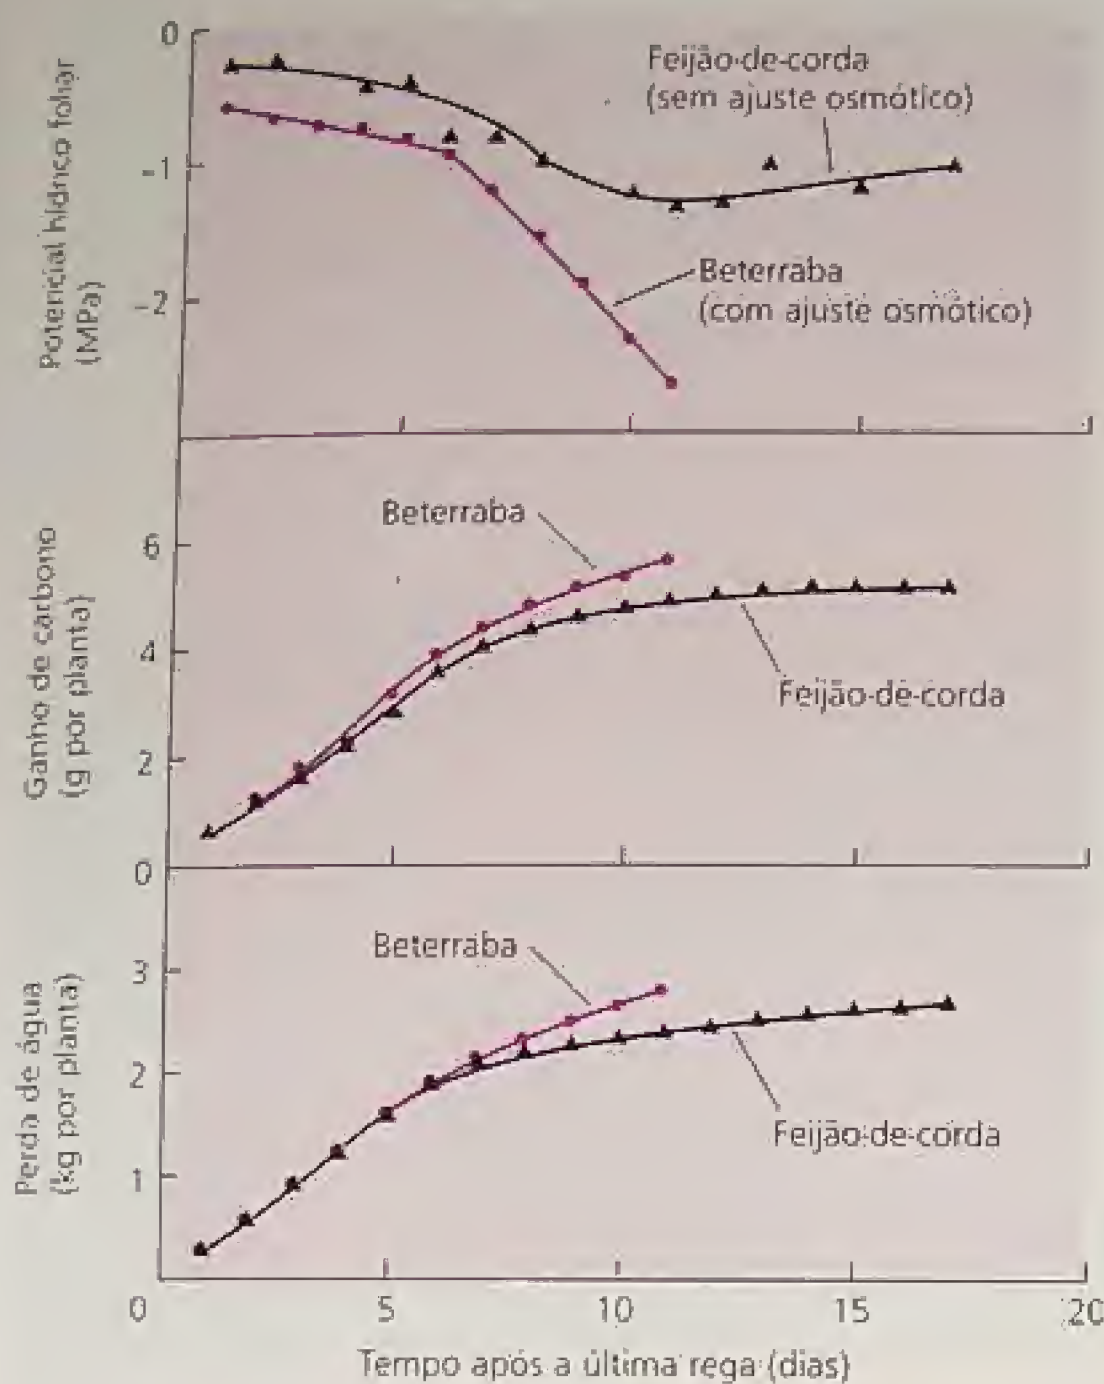 Potencial hídrico foliar
(MPa)
0
-1
-2
Feijão-de-corda
(sem ajuste osmótico)
Beterraba
(com ajuste osmótico)
Ganho de carbono
(g por planta)
6
4
2
0
Beterraba
Feijão-de-corda
Perda de água
(kg por planta)
3
2
1
Beterraba
Feijão-de-corda
0
5
10
15
20
Tempo após a última rega (dias)